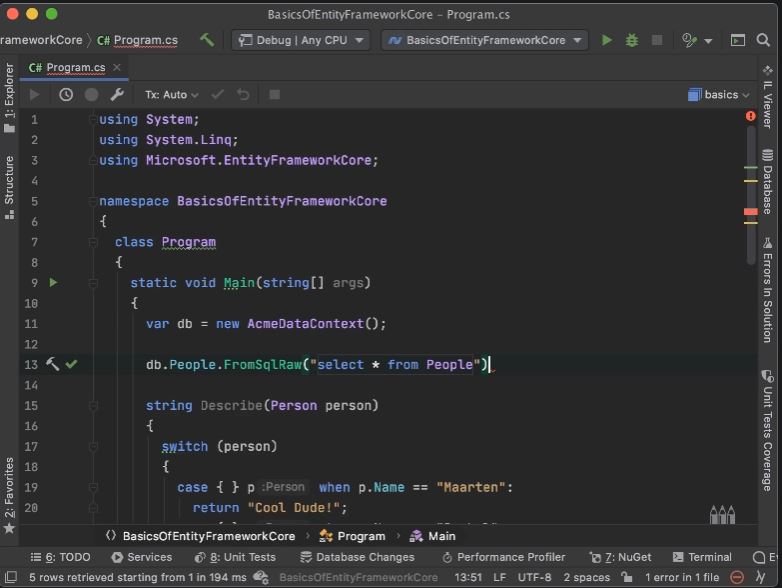 BasicsOfEntityFrameworkCore – Program.cs
rameworkCore 〉 C# Program.cs
Debug | Any CPU
BasicsOfEntityFrameworkCore
C# Program.cs ×
Tx: Auto
basics
1 using System;
2 using System.Linq;
3 using Microsoft.EntityFrameworkCore;
4
5 namespace BasicsOfEntityFrameworkCore
6 {
7 class Program
8 {
9 static void Main(string[] args)
10 {
11 var db = new AcmeDataContext();
12
13 db.People.FromSqlRaw("select * from People")
14
15 string Describe(Person person)
16 {
17 switch (person)
18 {
19 case { } p :Person when p.Name == "Maarten":
20 return "Cool Dude!";
1: Explorer
Structure
2: Favorites
IL Viewer
Database
Errors In Solution
Unit Tests Coverage
BasicsOfEntityFrameworkCore › Program › Main
6: TODO
Services
8: Unit Tests
Database Changes
Performance Profiler
7: NuGet
Terminal
5 rows retrieved starting from 1 in 194 ms
BasicsOfEntityFrameworkCore
13:51
LF
UTF-8
2 spaces
1 error in 1 file